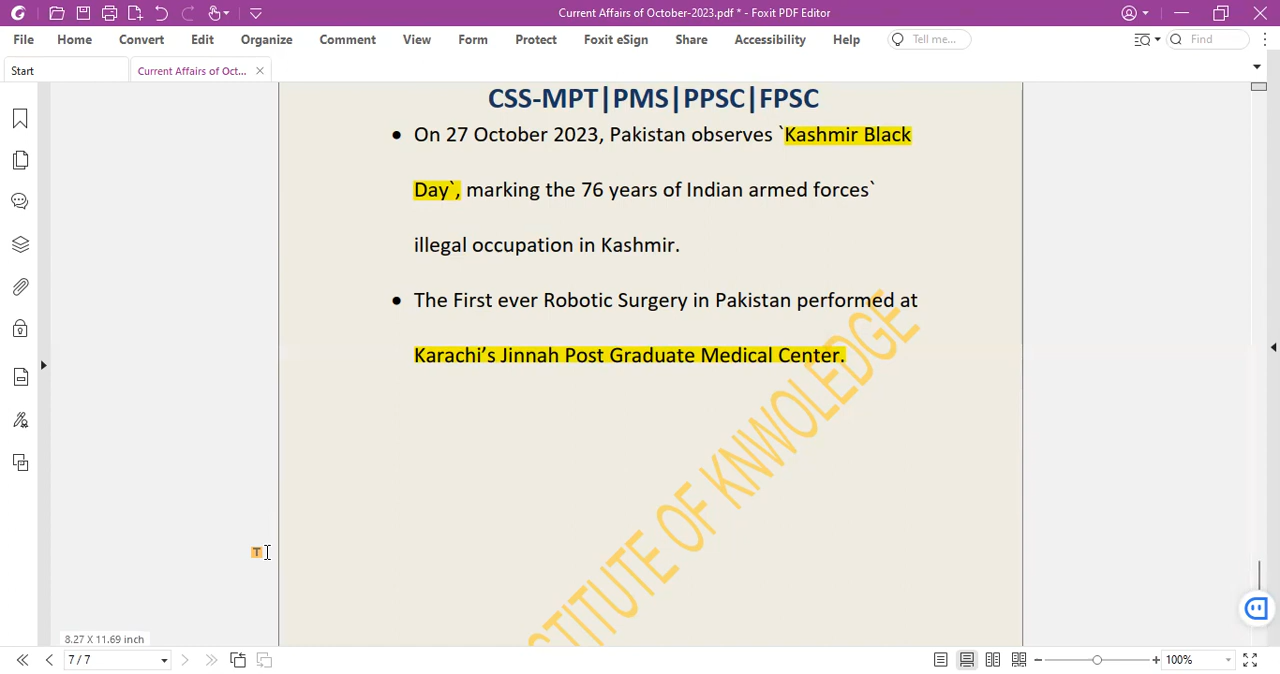 Current Affairs of October-2023.pdf * - Foxit PDF Editor
File Home Convert Edit Organize Comment View Form Protect Foxit eSign Share Accessibility Help Tell me... Find
Start Current Affairs of Oct...
CSS-MPT|PMS|PPSC|FPSC
• On 27 October 2023, Pakistan observes `Kashmir Black
Day`, marking the 76 years of Indian armed forces`
illegal occupation in Kashmir.
• The First ever Robotic Surgery in Pakistan performed at
Karachi’s Jinnah Post Graduate Medical Center.
STITUTE OF KNWOLEDGE
T
8.27 X 11.69 inch
7 / 7 100%